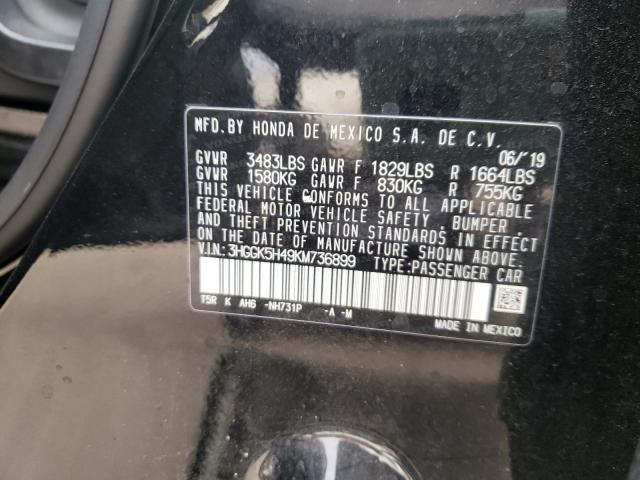 MFD.BY HONDA DE MEXICO S.A. DE C.V.
06/'19
GVWR 3483LBS GAWR F 1829LBS R 1664LBS
GVWR 1580KG GAWR F 830KG R 755KG
THIS VEHICLE CONFORMS TO ALL APPLICABLE
FEDERAL MOTOR VEHICLE SAFETY, BUMPER,
AND THEFT PREVENTION STANDARDS IN EFFECT
ON THE DATE OF MANUFACTURE SHOWN ABOVE.
V.I.N: 3HGGK5H49KM736899 TYPE:PASSENGER CAR
T5R K AH6 -NH731P -A -M
MADE IN MEXICO